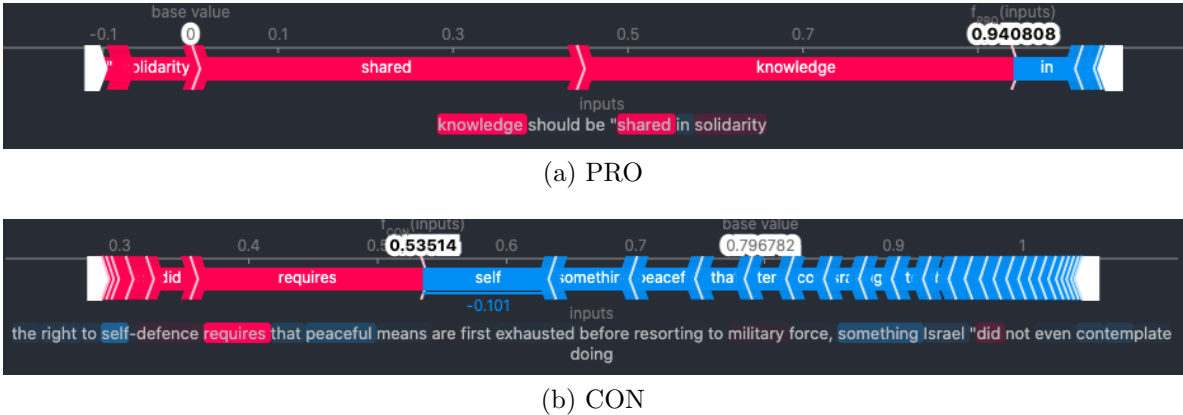 base value
f_PRO(inputs)
-0.1 0 0.1 0.3 0.5 0.7 0.940808
" olidarity shared knowledge in
inputs
knowledge should be "shared in solidarity
(a) PRO
f_CON(inputs) base value
0.3 0.4 0.53514 0.6 0.7 0.796782 0.9 1
did requires self somethin peacef tha ter co sra
-0.101
inputs
the right to self-defence requires that peaceful means are first exhausted before resorting to military force, something Israel "did not even contemplate
doing
(b) CON